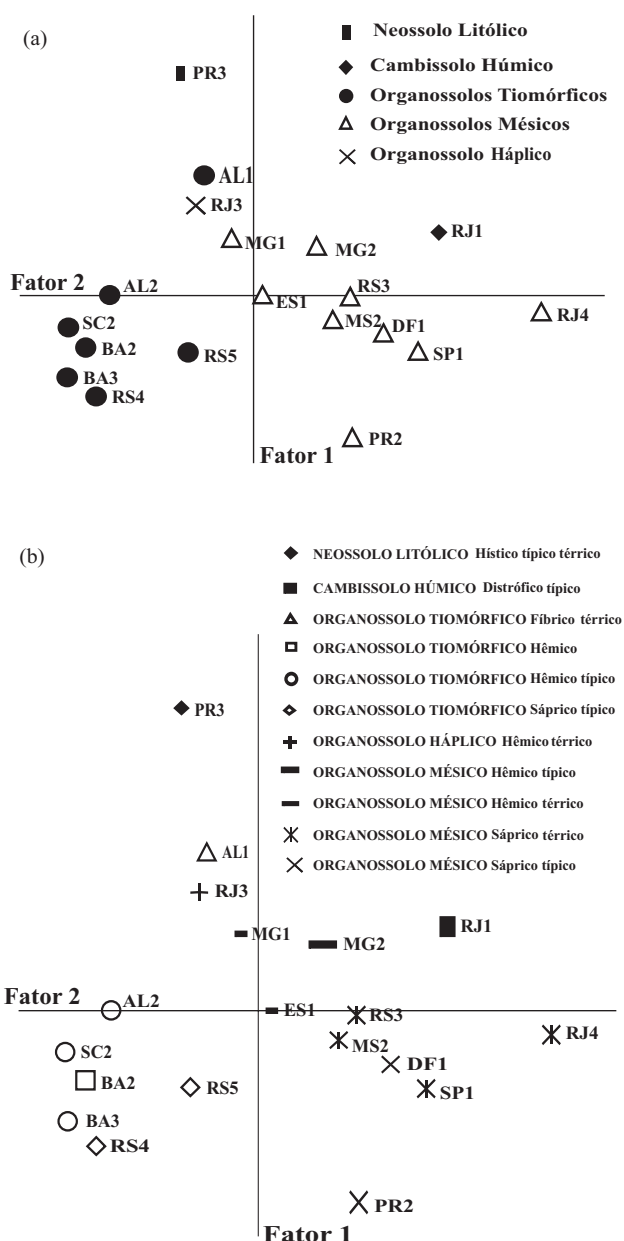 (a)
Neossolo Litólico
Cambissolo Húmico
Organossolos Tiomórficos
Organossolos Mésicos
Organossolo Háplico
PR3
AL1
RJ3
MG1
MG2
RJ1
Fator 2
AL2
ES1
RS3
RJ4
SC2
MS2
DF1
BA2
RS5
SP1
BA3
RS4
PR2
Fator 1
(b)
NEOSSOLO LITÓLICO Hístico típico térrico
CAMBISSOLO HÚMICO Distrófico típico
ORGANOSSOLO TIOMÓRFICO Fíbrico térrico
ORGANOSSOLO TIOMÓRFICO Hêmico
ORGANOSSOLO TIOMÓRFICO Hêmico típico
ORGANOSSOLO TIOMÓRFICO Sáprico típico
ORGANOSSOLO HÁPLICO Hêmico térrico
ORGANOSSOLO MÉSICO Hêmico típico
ORGANOSSOLO MÉSICO Hêmico térrico
ORGANOSSOLO MÉSICO Sáprico térrico
ORGANOSSOLO MÉSICO Sáprico típico
PR3
AL1
RJ3
MG1
MG2
RJ1
Fator 2
AL2
ES1
RS3
RJ4
SC2
MS2
DF1
BA2
RS5
SP1
BA3
RS4
PR2
Fator 1